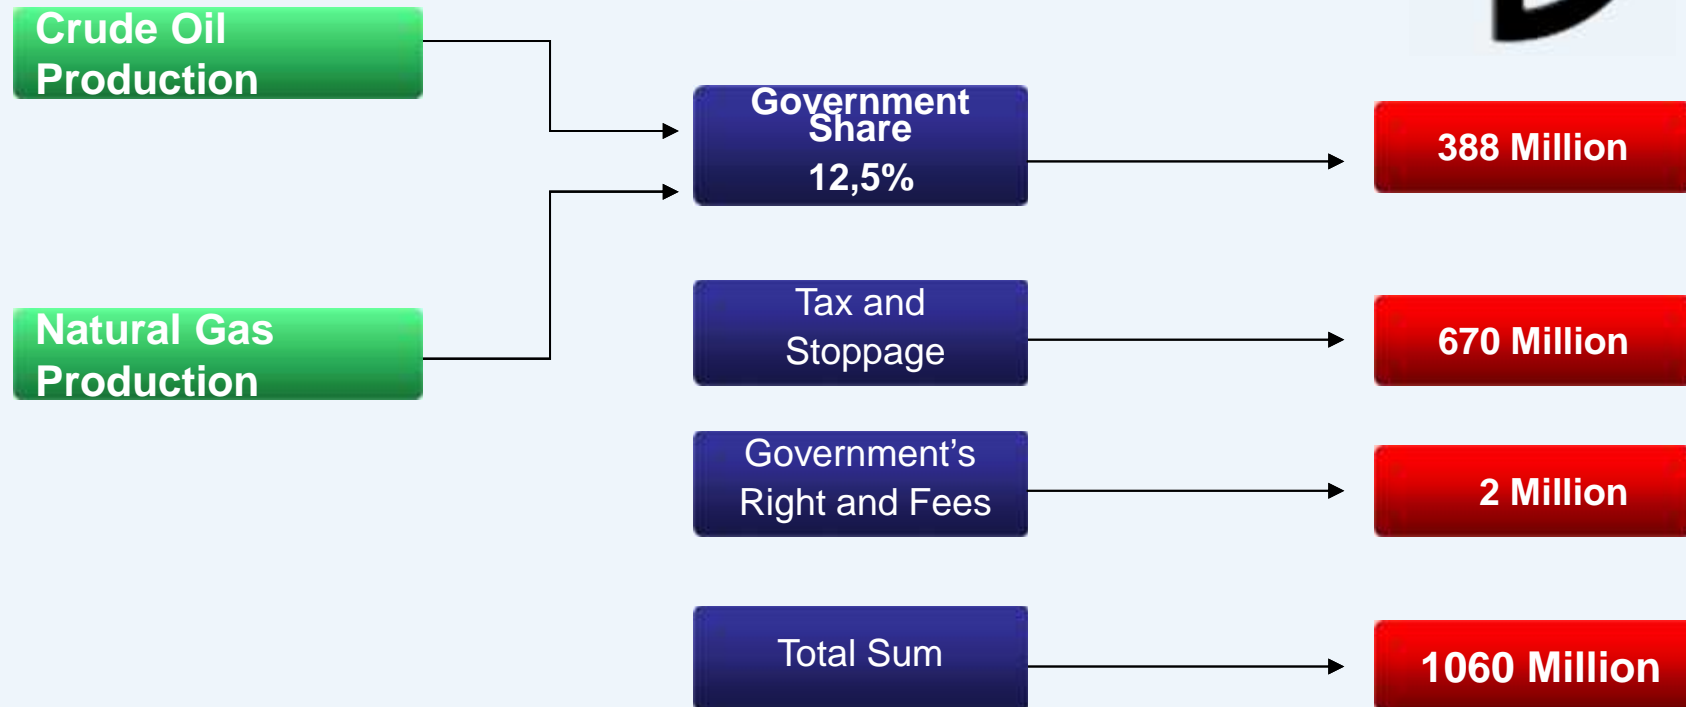 Crude Oil
Production
Government
Share
12,5%
388 Million
Natural Gas
Production
Tax and
Stoppage
670 Million
Government’s
Right and Fees
2 Million
Total Sum
1060 Million